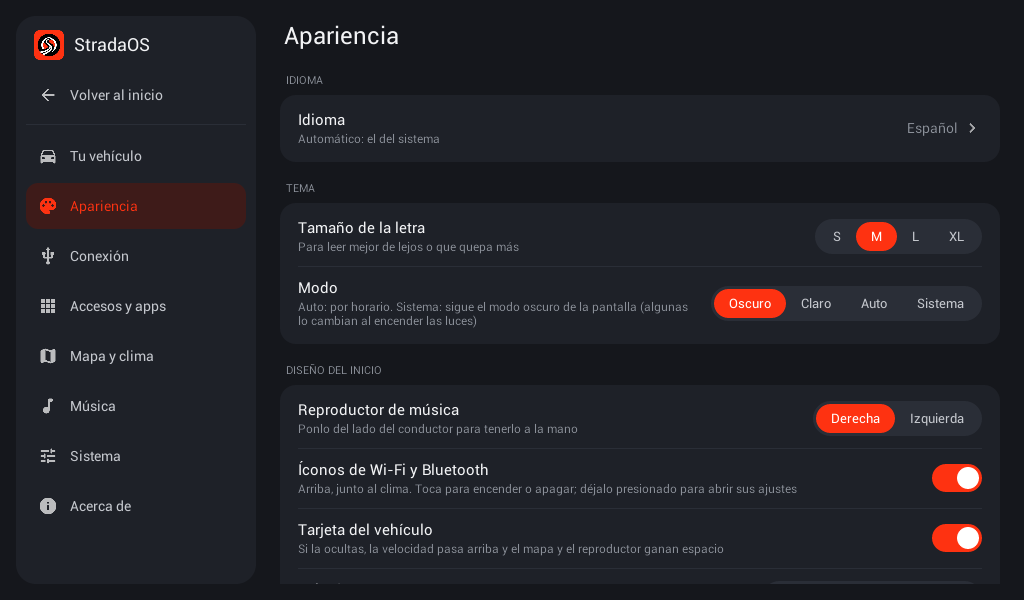 StradaOS
Volver al inicio
Tu vehículo
Apariencia
Conexión
Accesos y apps
Mapa y clima
Música
Sistema
Acerca de
Apariencia
IDIOMA
Idioma
Automático: el del sistema
Español
TEMA
Tamaño de la letra
Para leer mejor de lejos o que quepa más
S M L XL
Modo
Auto: por horario. Sistema: sigue el modo oscuro de la pantalla (algunas
lo cambian al encender las luces)
Oscuro Claro Auto Sistema
DISEÑO DEL INICIO
Reproductor de música
Ponlo del lado del conductor para tenerlo a la mano
Derecha Izquierda
Íconos de Wi-Fi y Bluetooth
Arriba, junto al clima. Toca para encender o apagar; déjalo presionado para abrir sus ajustes
Tarjeta del vehículo
Si la ocultas, la velocidad pasa arriba y el mapa y el reproductor ganan espacio